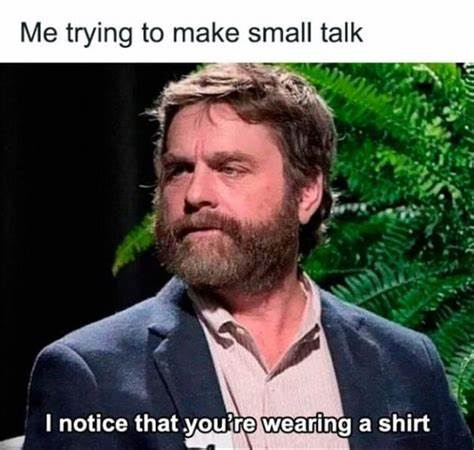 Me trying to make small talk
I notice that you're wearing a shirt